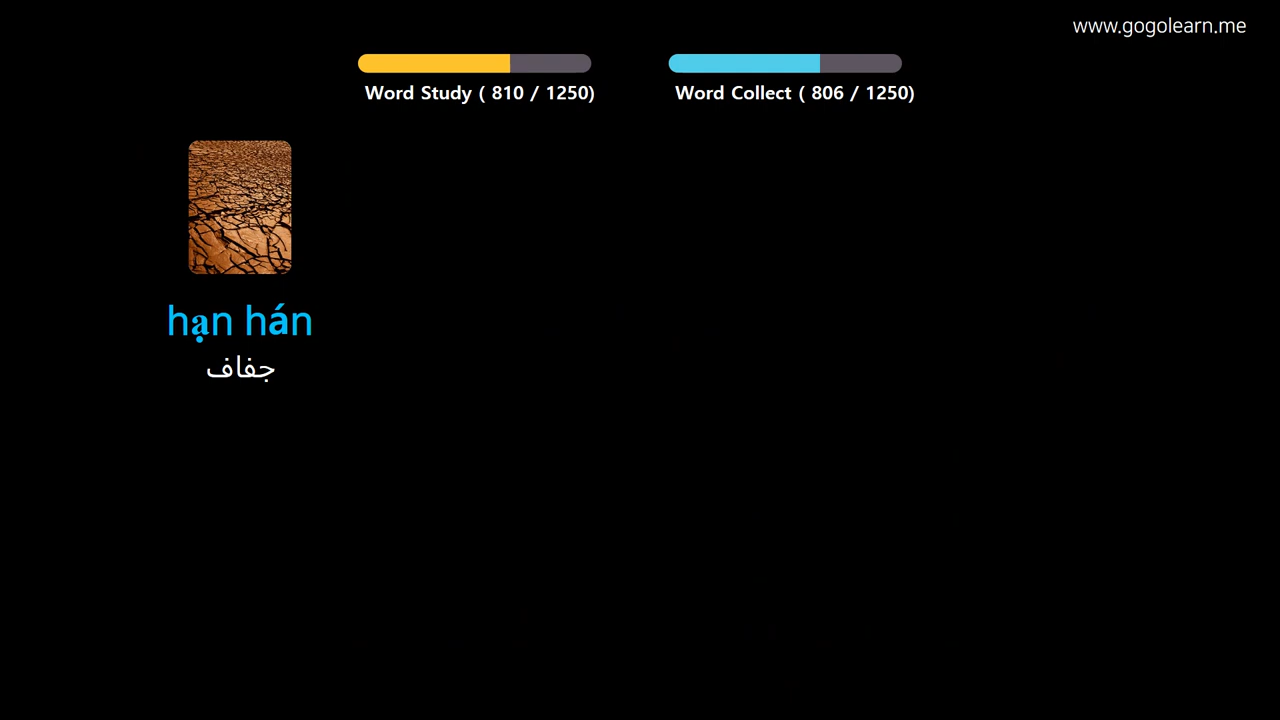 www.gogolearn.me
Word Study ( 810 / 1250)
Word Collect ( 806 / 1250)
hạn hán
جفاف